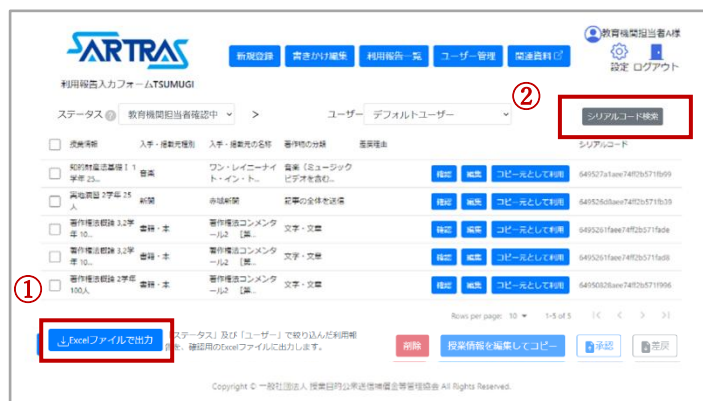 SARTRAS
利用報告入力フォームTSUMUGI
新規登録 書きかけ編集 利用報告一覧 ユーザー管理 関連資料
教育機関担当者A様
設定 ログアウト
②
ステータス 教育機関担当者確認中 > ユーザー デフォルトユーザー
シリアルコード検索
授業情報 入手・掲載元種別 入手・掲載元の名称 著作物の分類 差戻理由 シリアルコード
知的財産法基礎Ⅰ 1学年 25... 音楽 ワン・レイニーナイト・イン・ト... 音楽（ミュージックビデオを含む... 確認 編集 コピー元として利用 649527a1aee74ff2b571fb99
実地演習 2学年 25人 新聞 赤城新聞 記事の全体を送信 確認 編集 コピー元として利用 649526d8aee74ff2b571fb39
著作権法概論 3,2学年 10... 書籍・本 著作権法コンメンタール2 [第... 文字・文章 確認 編集 コピー元として利用 6495261faee74ff2b571fade
著作権法概論 3,2学年 10... 書籍・本 著作権法コンメンタール2 [第... 文字・文章 確認 編集 コピー元として利用 6495261faee74ff2b571fad8
著作権法概論 2学年 100人 書籍・本 著作権法コンメンタール2 [第... 文字・文章 確認 編集 コピー元として利用 64950828aee74ff2b571f906
①
Rows per page: 10 1-5 of 5
Excelファイルで出力
ステータス」及び「ユーザー」で絞り込んだ利用報
を、確認用のExcelファイルに出力します。
削除 授業情報を編集してコピー 承認 差戻
Copyright © 一般社団法人 授業目的公衆送信補償金等管理協会 All Rights Reserved.